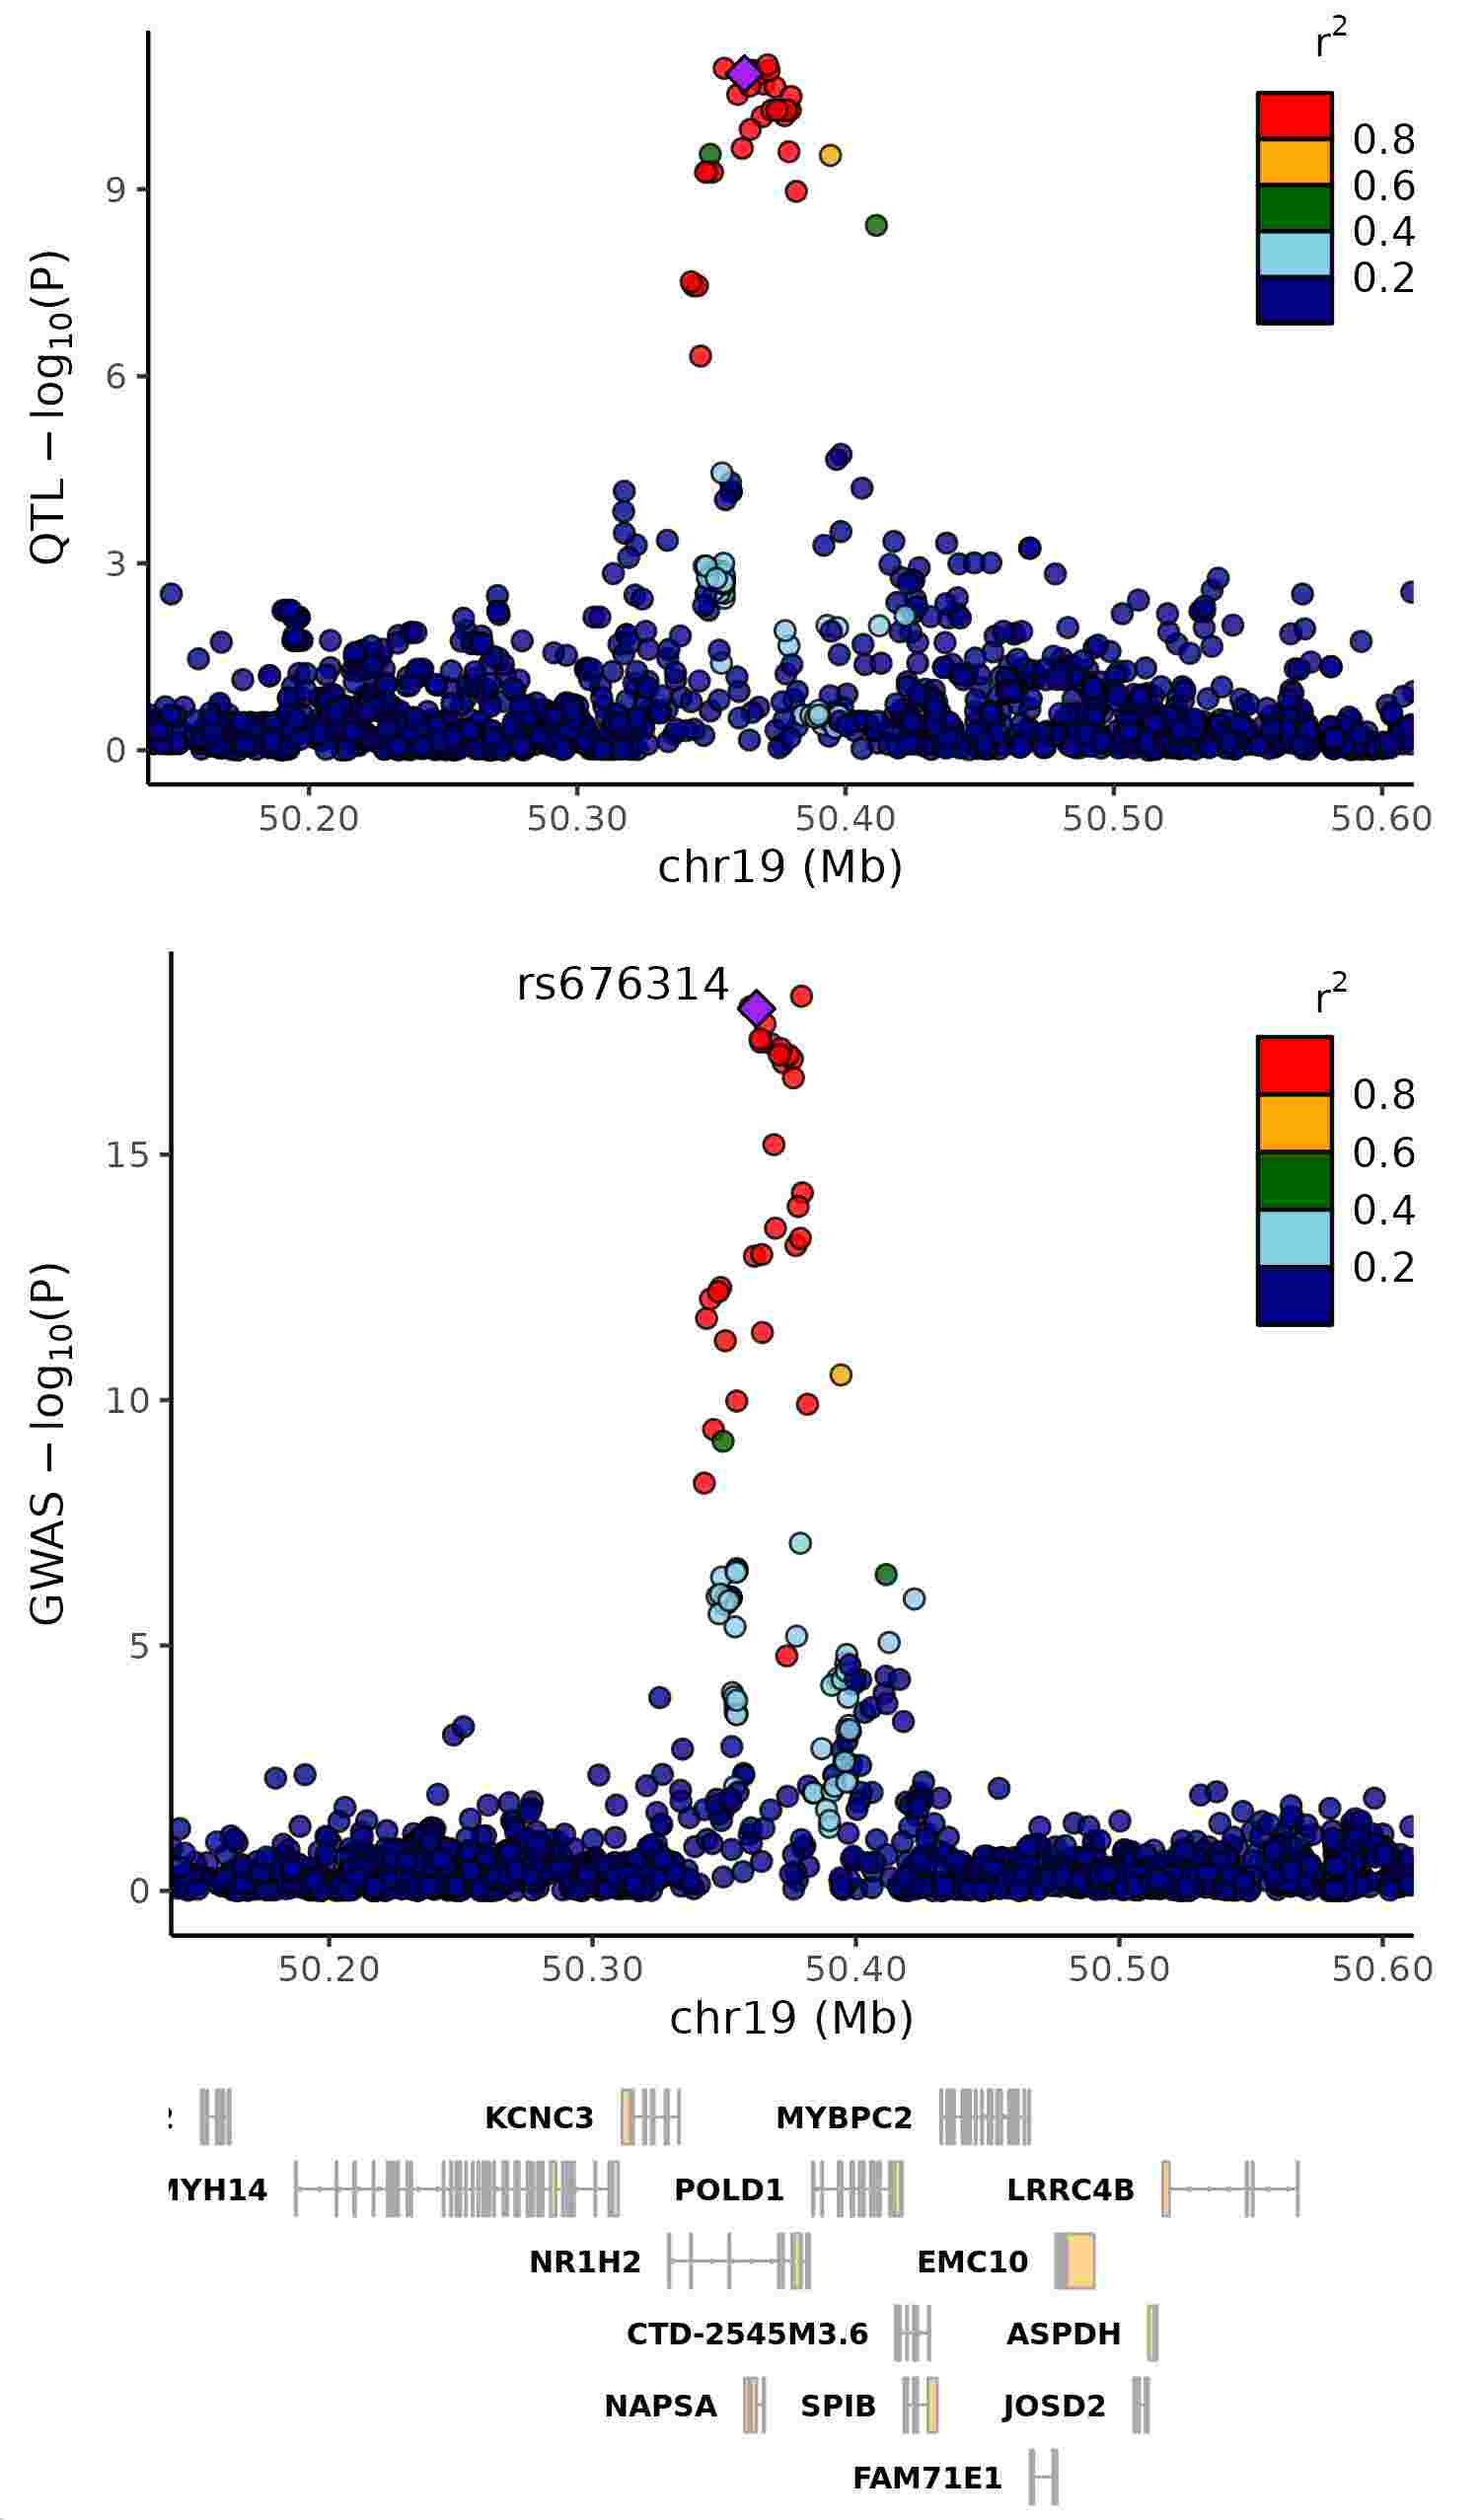 r2
0.8
0.6
0.4
0.2
9
6
3
0
QTL −log10(P)
50.20 50.30 50.40 50.50 50.60
chr19 (Mb)
rs676314
r2
0.8
0.6
0.4
0.2
15
10
5
0
GWAS −log10(P)
50.20 50.30 50.40 50.50 50.60
chr19 (Mb)
KCNC3 MYBPC2
MYH14 POLD1 LRRC4B
NR1H2 EMC10
CTD-2545M3.6 ASPDH
NAPSA SPIB JOSD2
FAM71E1